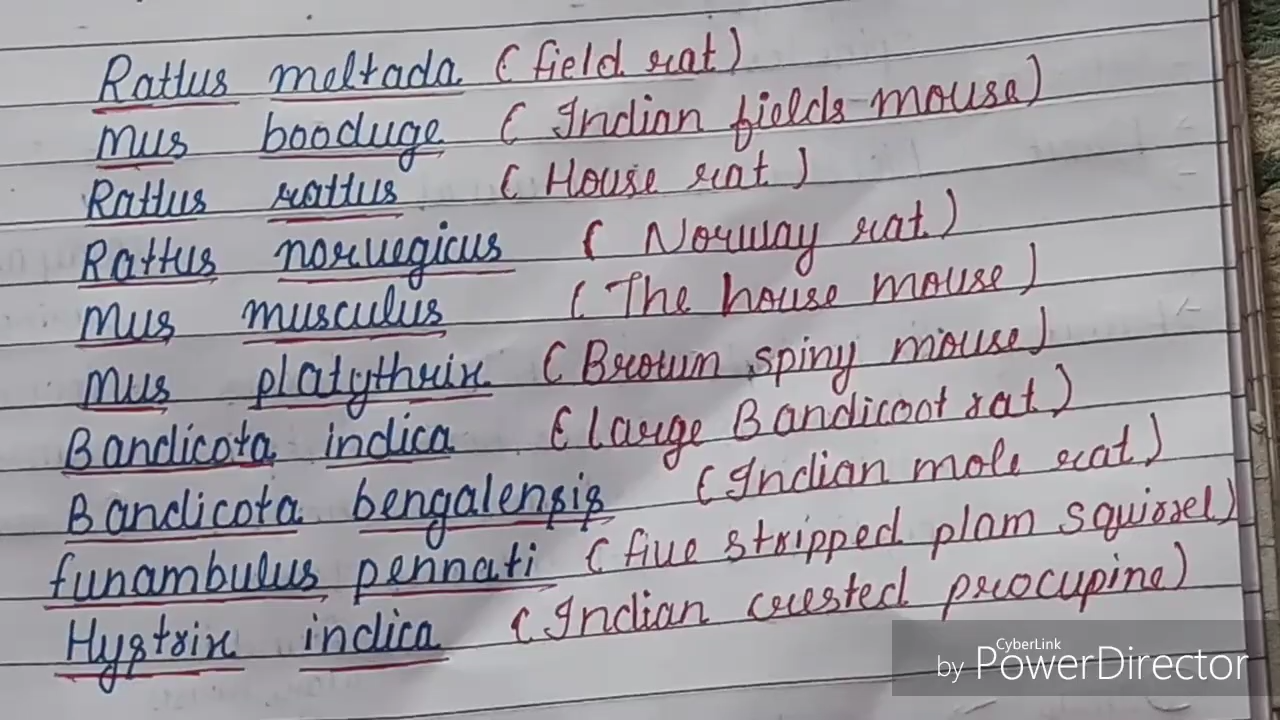 Rattus meltada (field rat)
Mus booduge (Indian fields mouse)
Rattus rattus (House rat)
Rattus norvegicus (Norway rat)
Mus musculus (The house mouse)
Mus platythrix (Brown spiny mouse)
Bandicota indica (large Bandicoot rat)
Bandicota bengalensis (Indian mole rat)
funambulus pennati (five stripped plam squirrel)
Hystrix indica (Indian crested procupine)
CyberLink
by PowerDirector